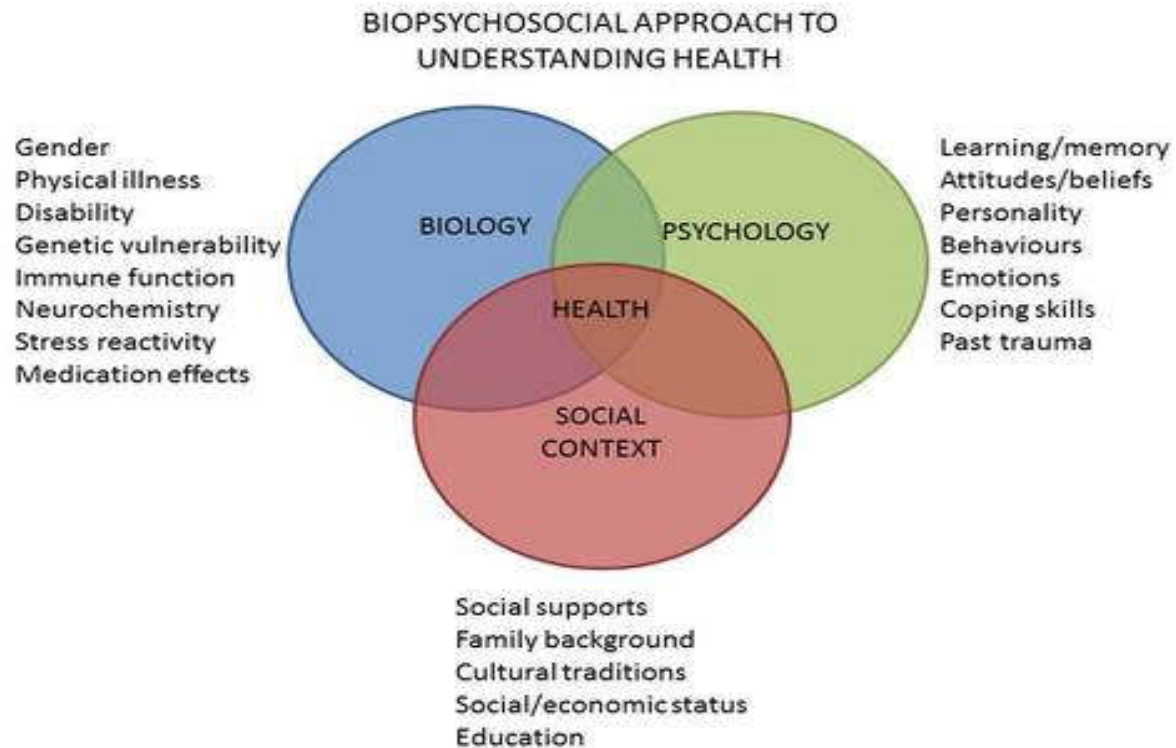 BIOPSYCHOSOCIAL APPROACH TO
UNDERSTANDING HEALTH
Gender
Physical illness
Disability
Genetic vulnerability
Immune function
Neurochemistry
Stress reactivity
Medication effects
BIOLOGY
PSYCHOLOGY
HEALTH
SOCIAL
CONTEXT
Learning/memory
Attitudes/beliefs
Personality
Behaviours
Emotions
Coping skills
Past trauma
Social supports
Family background
Cultural traditions
Social/economic status
Education